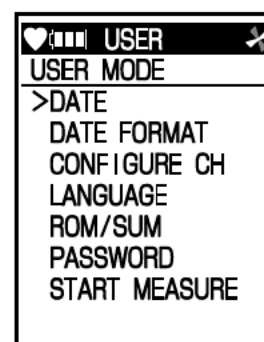 USER
USER MODE
>DATE
DATE FORMAT
CONFIGURE CH
LANGUAGE
ROM/SUM
PASSWORD
START MEASURE